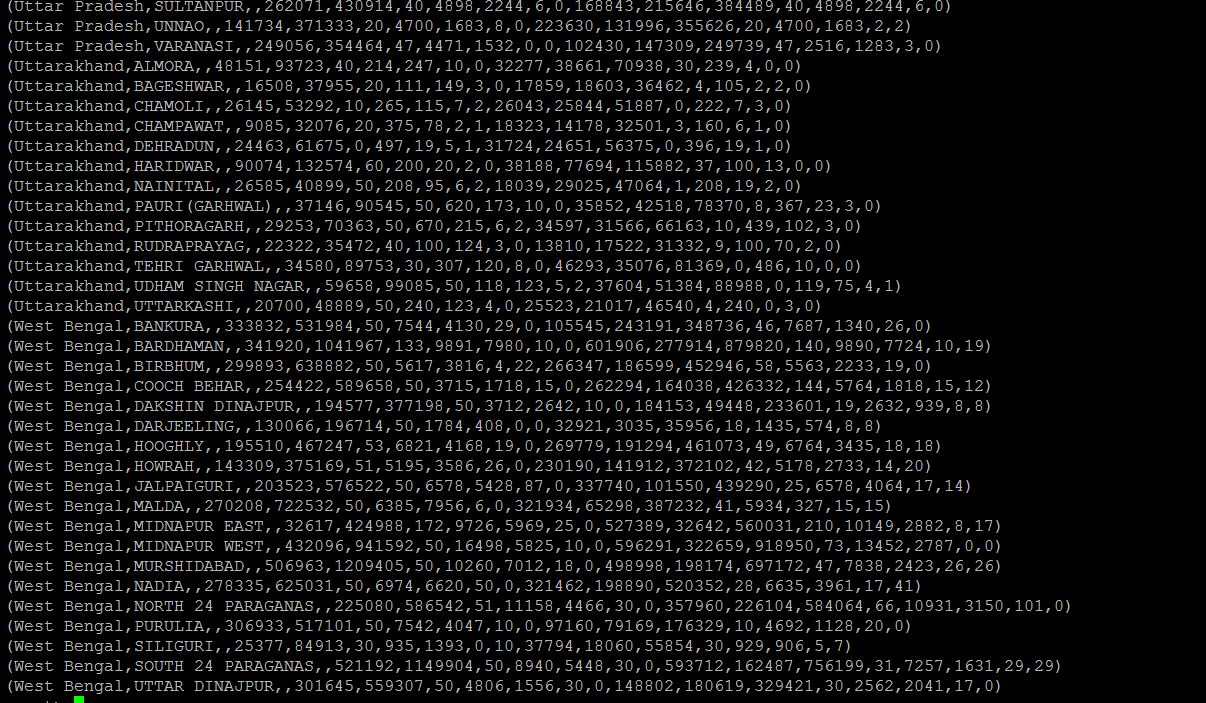 (Uttar Pradesh,SULTANPUR,,262071,430914,40,4898,2244,6,0,168843,215646,384489,40,4898,2244,6,0)
(Uttar Pradesh,UNNAO,,141734,371333,20,4700,1683,8,0,223630,131996,355626,20,4700,1683,2,2)
(Uttar Pradesh,VARANASI,,249056,354464,47,4471,1532,0,0,102430,147309,249739,47,2516,1283,3,0)
(Uttarakhand,ALMORA,,48151,93723,40,214,247,10,0,32277,38661,70938,30,239,4,0,0)
(Uttarakhand,BAGESHWAR,,16508,37955,20,111,149,3,0,17859,18603,36462,4,105,2,2,0)
(Uttarakhand,CHAMOLI,,26145,53292,10,265,115,7,2,26043,25844,51887,0,222,7,3,0)
(Uttarakhand,CHAMPAWAT,,9085,32076,20,375,78,2,1,18323,14178,32501,3,160,6,1,0)
(Uttarakhand,DEHRADUN,,24463,61675,0,497,19,5,1,31724,24651,56375,0,396,19,1,0)
(Uttarakhand,HARIDWAR,,90074,132574,60,200,20,2,0,38188,77694,115882,37,100,13,0,0)
(Uttarakhand,NAINITAL,,26585,40899,50,208,95,6,2,18039,29025,47064,1,208,19,2,0)
(Uttarakhand,PAURI(GARHWAL),,37146,90545,50,620,173,10,0,35852,42518,78370,8,367,23,3,0)
(Uttarakhand,PITHORAGARH,,29253,70363,50,670,215,6,2,34597,31566,66163,10,439,102,3,0)
(Uttarakhand,RUDRAPRAYAG,,22322,35472,40,100,124,3,0,13810,17522,31332,9,100,70,2,0)
(Uttarakhand,TEHRI GARHWAL,,34580,89753,30,307,120,8,0,46293,35076,81369,0,486,10,0,0)
(Uttarakhand,UDHAM SINGH NAGAR,,59658,99085,50,118,123,5,2,37604,51384,88988,0,119,75,4,1)
(Uttarakhand,UTTARKASHI,,20700,48889,50,240,123,4,0,25523,21017,46540,4,240,0,3,0)
(West Bengal,BANKURA,,333832,531984,50,7544,4130,29,0,105545,243191,348736,46,7687,1340,26,0)
(West Bengal,BARDHAMAN,,341920,1041967,133,9891,7980,10,0,601906,277914,879820,140,9890,7724,10,19)
(West Bengal,BIRBHUM,,299893,638882,50,5617,3816,4,22,266347,186599,452946,58,5563,2233,19,0)
(West Bengal,COOCH BEHAR,,254422,589658,50,3715,1718,15,0,262294,164038,426332,144,5764,1818,15,12)
(West Bengal,DAKSHIN DINAJPUR,,194577,377198,50,3712,2642,10,0,184153,49448,233601,19,2632,939,8,8)
(West Bengal,DARJEELING,,130066,196714,50,1784,408,0,0,32921,3035,35956,18,1435,574,8,8)
(West Bengal,HOOGHLY,,195510,467247,53,6821,4168,19,0,269779,191294,461073,49,6764,3435,18,18)
(West Bengal,HOWRAH,,143309,375169,51,5195,3586,26,0,230190,141912,372102,42,5178,2733,14,20)
(West Bengal,JALPAIGURI,,203523,576522,50,6578,5428,87,0,337740,101550,439290,25,6578,4064,17,14)
(West Bengal,MALDA,,270208,722532,50,6385,7956,6,0,321934,65298,387232,41,5934,327,15,15)
(West Bengal,MIDNAPUR EAST,,32617,424988,172,9726,5969,25,0,527389,32642,560031,210,10149,2882,8,17)
(West Bengal,MIDNAPUR WEST,,432096,941592,50,16498,5825,10,0,596291,322659,918950,73,13452,2787,0,0)
(West Bengal,MURSHIDABAD,,506963,1209405,50,10260,7012,18,0,498998,198174,697172,47,7838,2423,26,26)
(West Bengal,NADIA,,278335,625031,50,6974,6620,50,0,321462,198890,520352,28,6635,3961,17,41)
(West Bengal,NORTH 24 PARAGANAS,,225080,586542,51,11158,4466,30,0,357960,226104,584064,66,10931,3150,101,0)
(West Bengal,PURULIA,,306933,517101,50,7542,4047,10,0,97160,79169,176329,10,4692,1128,20,0)
(West Bengal,SILIGURI,,25377,84913,30,935,1393,0,10,37794,18060,55854,30,929,906,5,7)
(West Bengal,SOUTH 24 PARAGANAS,,521192,1149904,50,8940,5448,30,0,593712,162487,756199,31,7257,1631,29,29)
(West Bengal,UTTAR DINAJPUR,,301645,559307,50,4806,1556,30,0,148802,180619,329421,30,2562,2041,17,0)